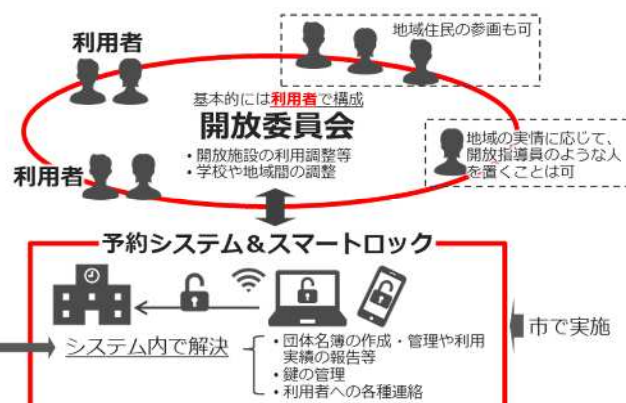 地域住民の参画も可
利用者
基本的には利用者で構成
開放委員会
・開放施設の利用調整等
・学校や地域間の調整
地域の実情に応じて、
開放指導員のような人
を置くことは可
利用者
予約システム&スマートロック
市で実施
システム内で解決
・団体名簿の作成・管理や利用
実績の報告等
・鍵の管理
・利用者への各種連絡